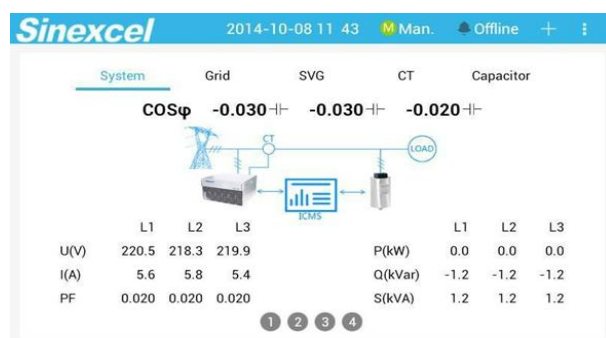 Sinexcel 2014-10-08 11 43 M Man. Offline
System Grid SVG CT Capacitor
COSφ -0.030 -0.030 -0.020
CT
LOAD
ICMS
L1 L2 L3 L1 L2 L3
U(V) 220.5 218.3 219.9 P(kW) 0.0 0.0 0.0
I(A) 5.6 5.8 5.4 Q(kVar) -1.2 -1.2 -1.2
PF 0.020 0.020 0.020 S(kVA) 1.2 1.2 1.2
1 2 3 4